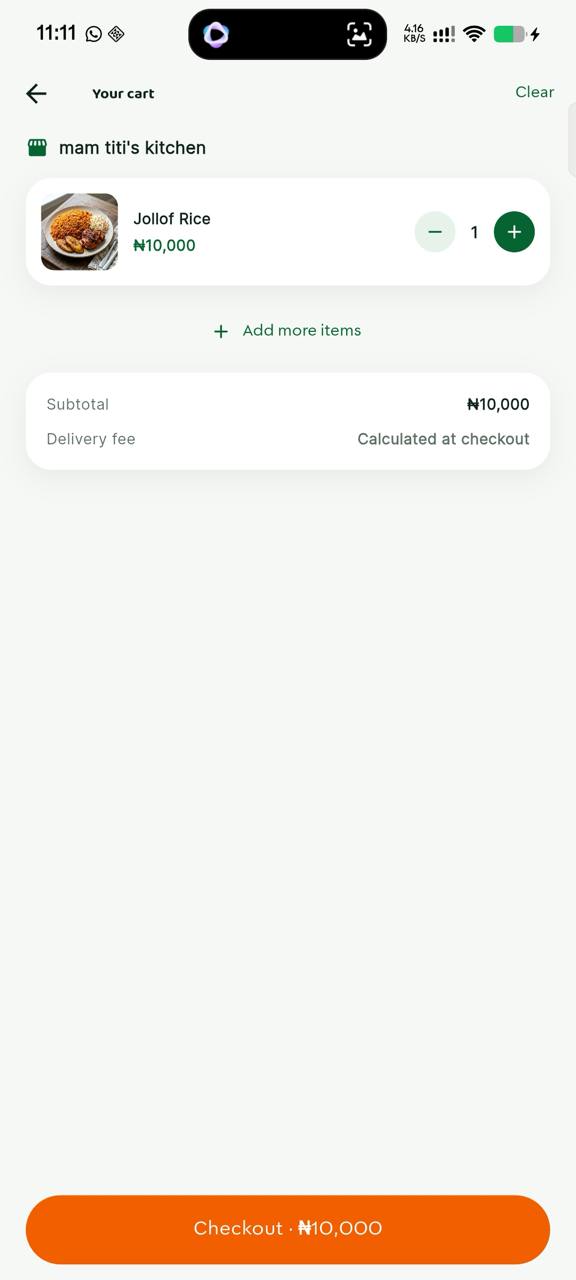 11:11 4.16 KB/S
Your cart Clear
mam titi's kitchen
Jollof Rice
₦10,000
1
Add more items
Subtotal ₦10,000
Delivery fee Calculated at checkout
Checkout · ₦10,000